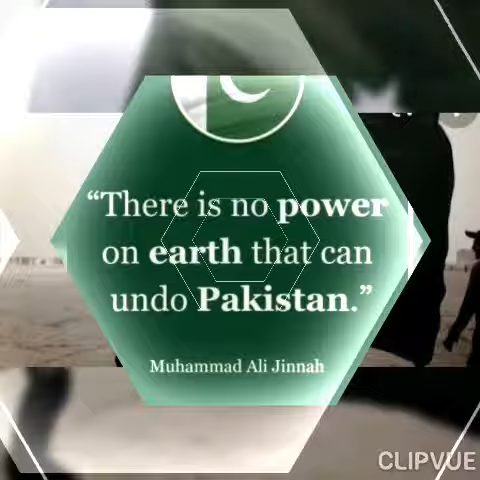 “There is no power
on earth that can
undo Pakistan.”
Muhammad Ali Jinnah
CLIPVUE